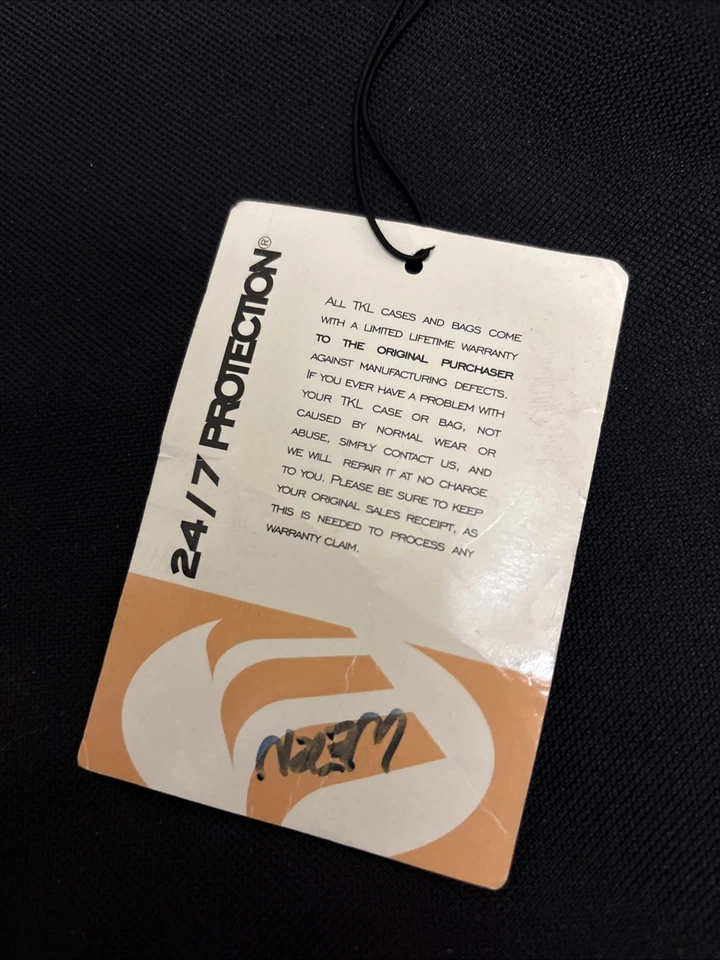 24/7 PROTECTION®
ALL TKL CASES AND BAGS COME
WITH A LIMITED LIFETIME WARRANTY
TO THE ORIGINAL PURCHASER
AGAINST MANUFACTURING DEFECTS.
IF YOU EVER HAVE A PROBLEM WITH
YOUR TKL CASE OR BAG, NOT
CAUSED BY NORMAL WEAR OR
ABUSE, SIMPLY CONTACT US, AND
WE WILL REPAIR IT AT NO CHARGE
TO YOU. PLEASE BE SURE TO KEEP
YOUR ORIGINAL SALES RECEIPT, AS
THIS IS NEEDED TO PROCESS ANY
WARRANTY CLAIM.